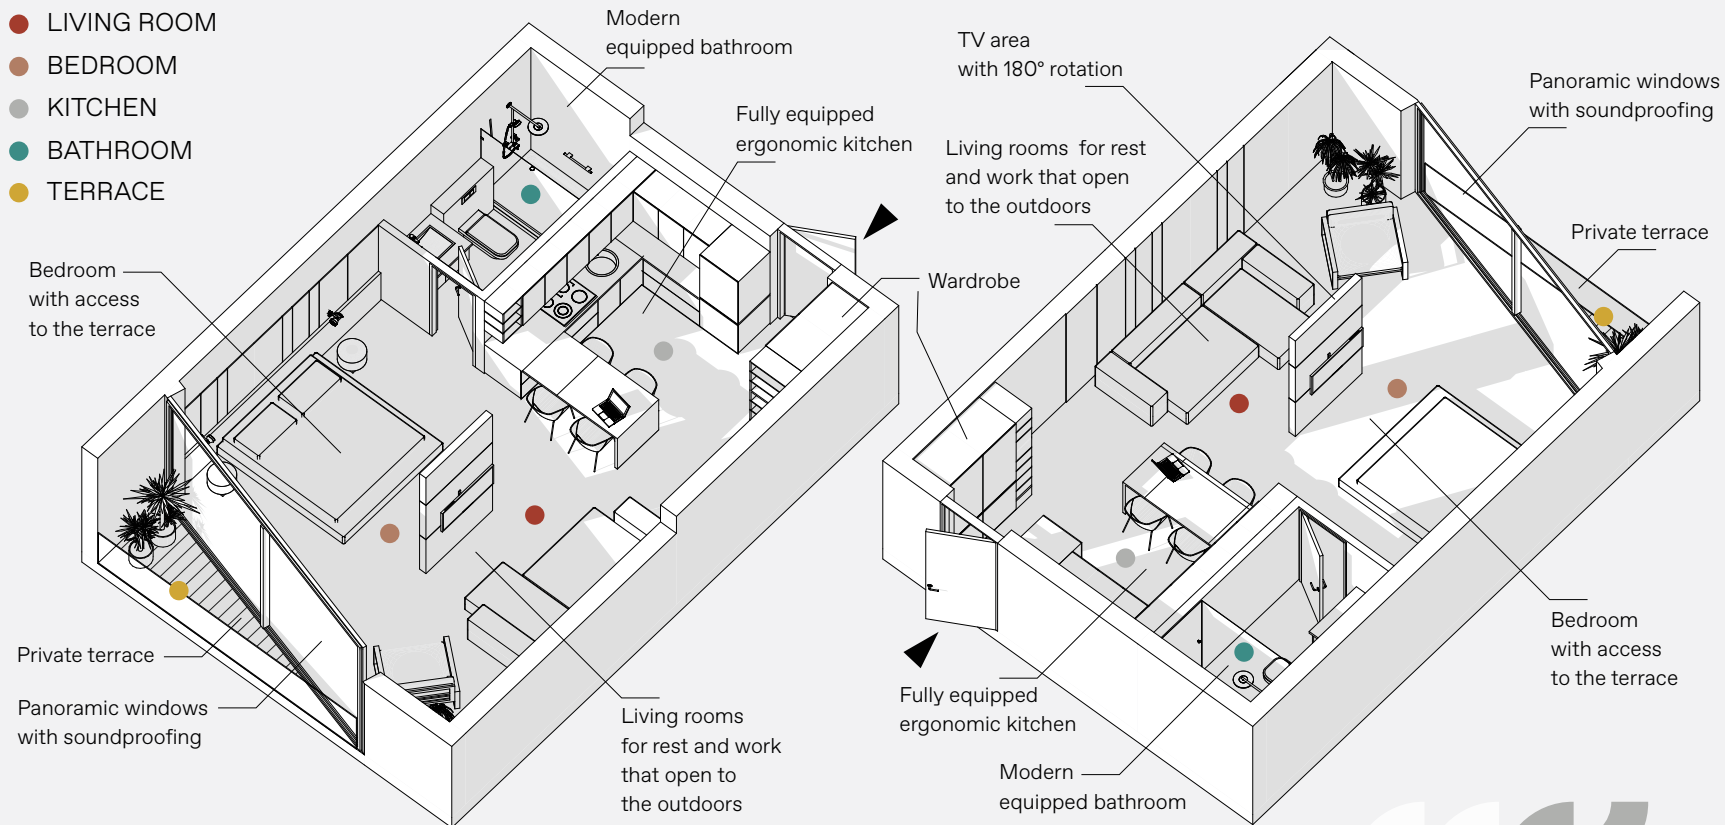 LIVING ROOM
BEDROOM
KITCHEN
BATHROOM
TERRACE
Modern
equipped bathroom
Fully equipped
ergonomic kitchen
Bedroom
with access
to the terrace
Wardrobe
Private terrace
Panoramic windows
with soundproofing
Living rooms
for rest and work
that open to
the outdoors
TV area
with 180° rotation
Living rooms for rest
and work that open
to the outdoors
Panoramic windows
with soundproofing
Private terrace
Bedroom
with access
to the terrace
Fully equipped
ergonomic kitchen
Modern
equipped bathroom